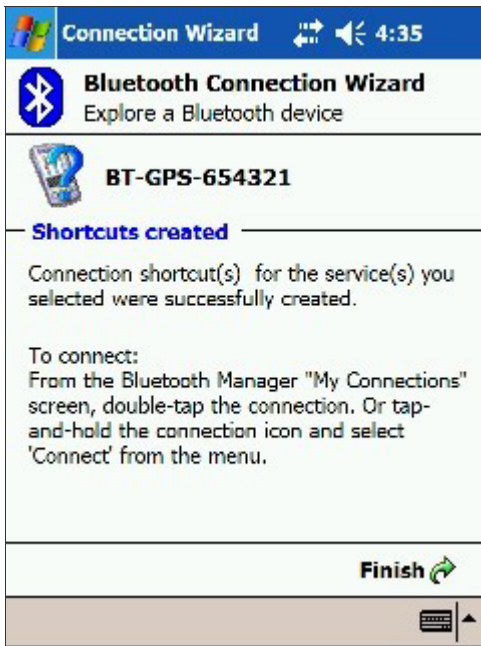 Connection Wizard 4:35
Bluetooth Connection Wizard
Explore a Bluetooth device
BT-GPS-654321
Shortcuts created
Connection shortcut(s) for the service(s) you
selected were successfully created.
To connect:
From the Bluetooth Manager "My Connections"
screen, double-tap the connection. Or tap-
and-hold the connection icon and select
'Connect' from the menu.
Finish